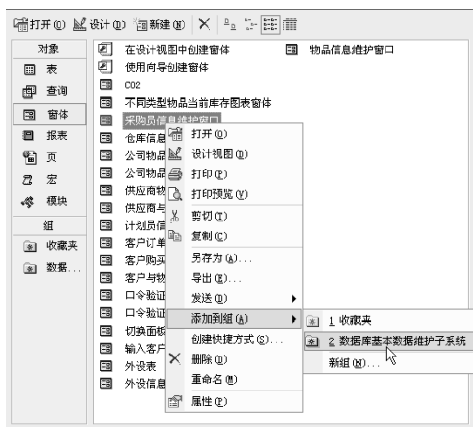 打开(O) 设计(D) 新建(N)
对象
表
查询
窗体
报表
页
宏
模块
组
收藏夹
数据...
在设计视图中创建窗体
使用向导创建窗体
CO2
不同类型物品当前库存图表窗体
采购员信息维护窗口
仓库信息
公司物品
公司物品
供应商物
供应商与
计划员信
客户订单
客户购买
客户与物
口令验证
口令验证
切换面板
输入客户
外设表
外设信息
物品信息维护窗口
打开(O)
设计视图(D)
打印(P)
打印预览(V)
剪切(T)
复制(C)
另存为(A)...
导出(E)...
发送(D)
添加到组(A)
创建快捷方式(S)...
删除(D)
重命名(M)
属性(P)
1 收藏夹
2 数据库基本数据维护子系统
新组(N)...